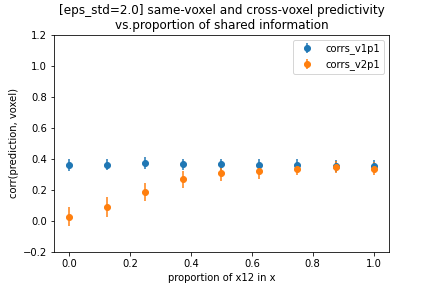 [eps_std=2.0] same-voxel and cross-voxel predictivity
vs.proportion of shared information
corrs_v1p1
corrs_v2p1
corr(prediction, voxel)
1.2
1.0
0.8
0.6
0.4
0.2
0.0
−0.2
0.0 0.2 0.4 0.6 0.8 1.0
proportion of x12 in x